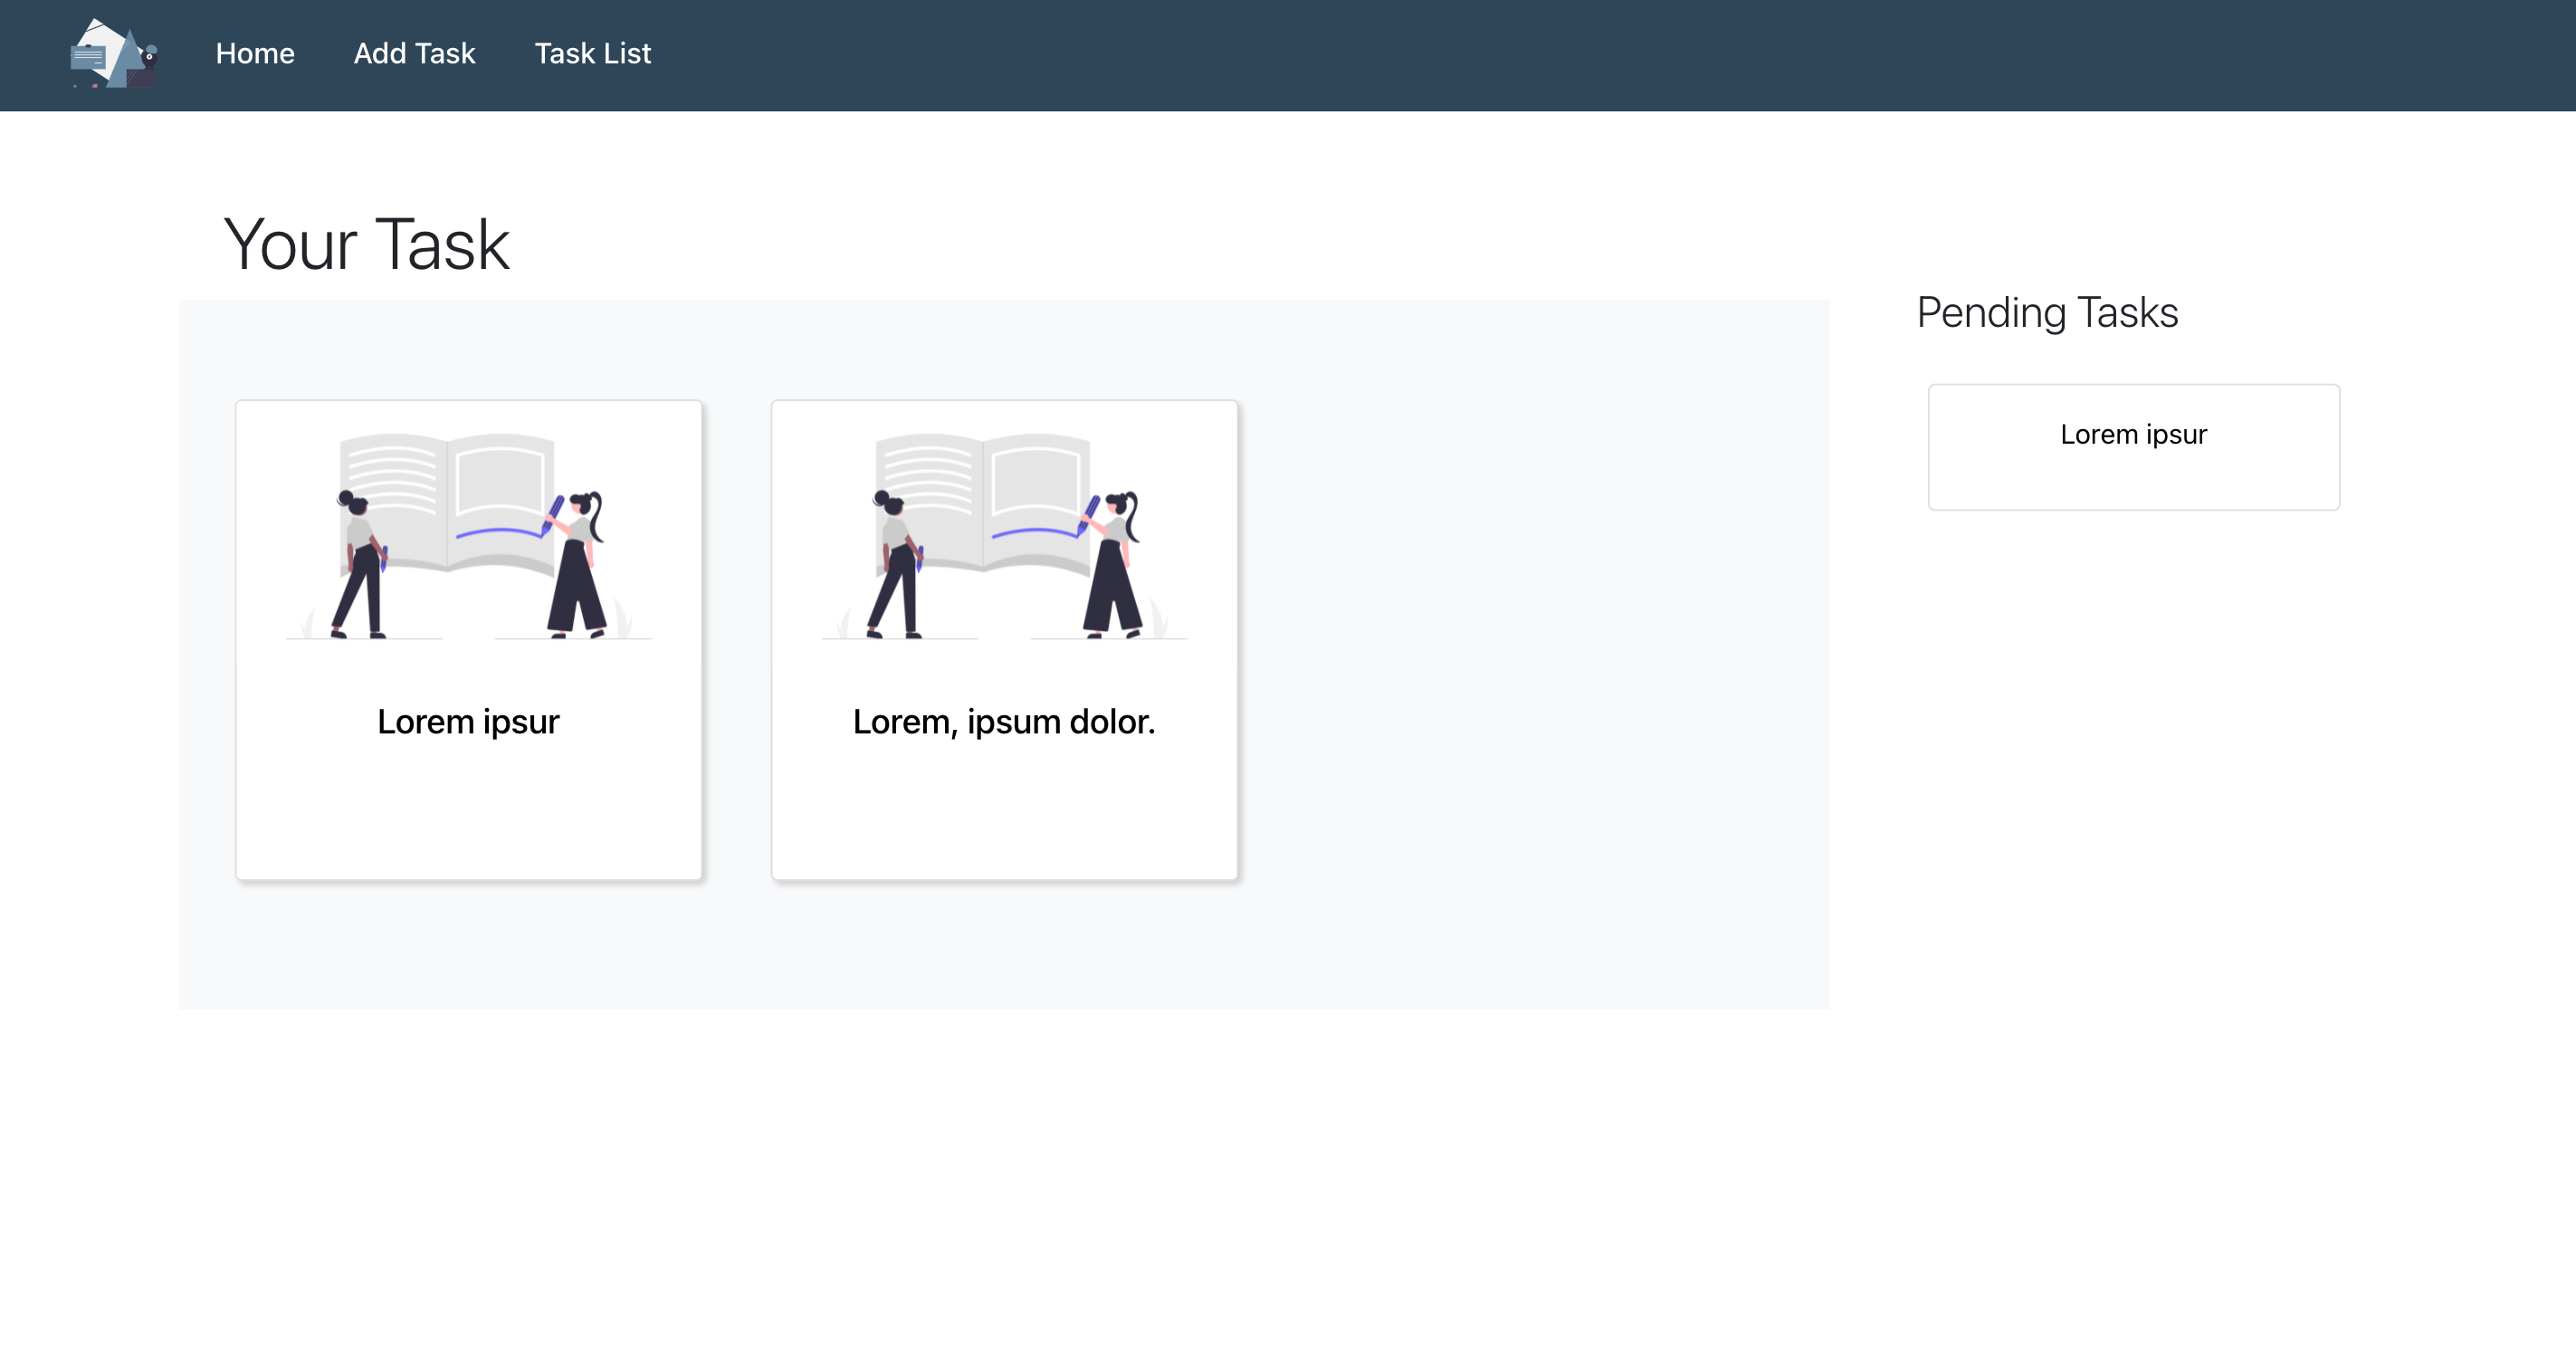 Home
Add Task
Task List
Your Task
Pending Tasks
Lorem ipsur
Lorem ipsur
Lorem, ipsum dolor.